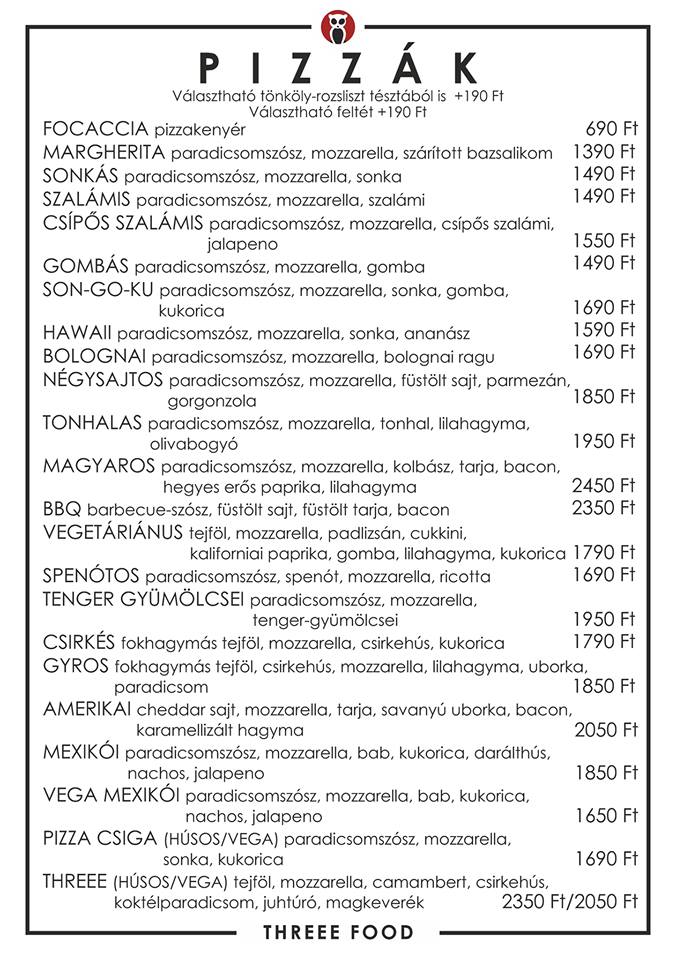 PIZZÁK
Választható tönköly-rozsliszt tésztából is +190 Ft
Választható feltét +190 Ft
FOCACCIA pizzakenyér 690 Ft
MARGHERITA paradicsomszósz, mozzarella, szárított bazsalikom 1390 Ft
SONKÁS paradicsomszósz, mozzarella, sonka 1490 Ft
SZALÁMIS paradicsomszósz, mozzarella, szalámi 1490 Ft
CSÍPŐS SZALÁMIS paradicsomszósz, mozzarella, csípős szalámi,
jalapeno 1550 Ft
GOMBÁS paradicsomszósz, mozzarella, gomba 1490 Ft
SON-GO-KU paradicsomszósz, mozzarella, sonka, gomba,
kukorica 1690 Ft
HAWAII paradicsomszósz, mozzarella, sonka, ananász 1590 Ft
BOLOGNAI paradicsomszósz, mozzarella, bolognai ragu 1690 Ft
NÉGYSAJTOS paradicsomszósz, mozzarella, füstölt sajt, parmezán,
gorgonzola 1850 Ft
TONHALAS paradicsomszósz, mozzarella, tonhal, lilahagyma,
olivabogyó 1950 Ft
MAGYAROS paradicsomszósz, mozzarella, kolbász, tarja, bacon,
hegyes erős paprika, lilahagyma 2450 Ft
BBQ barbecue-szósz, füstölt sajt, füstölt tarja, bacon 2350 Ft
VEGETÁRIÁNUS tejföl, mozzarella, padlizsán, cukkini,
kaliforniai paprika, gomba, lilahagyma, kukorica 1790 Ft
SPENÓTOS paradicsomszósz, spenót, mozzarella, ricotta 1690 Ft
TENGER GYÜMÖLCSEI paradicsomszósz, mozzarella,
tenger-gyümölcsei 1950 Ft
CSIRKÉS fokhagymás tejföl, mozzarella, csirkehús, kukorica 1790 Ft
GYROS fokhagymás tejföl, csirkehús, mozzarella, lilahagyma, uborka,
paradicsom 1850 Ft
AMERIKAI cheddar sajt, mozzarella, tarja, savanyú uborka, bacon,
karamellizált hagyma 2050 Ft
MEXIKÓI paradicsomszósz, mozzarella, bab, kukorica, darálthús,
nachos, jalapeno 1850 Ft
VEGA MEXIKÓI paradicsomszósz, mozzarella, bab, kukorica,
nachos, jalapeno 1650 Ft
PIZZA CSIGA (HÚSOS/VEGA) paradicsomszósz, mozzarella,
sonka, kukorica 1690 Ft
THREEE (HÚSOS/VEGA) tejföl, mozzarella, camambert, csirkehús,
koktélparadicsom, juhtúró, magkeverék 2350 Ft/2050 Ft
THREEE FOOD